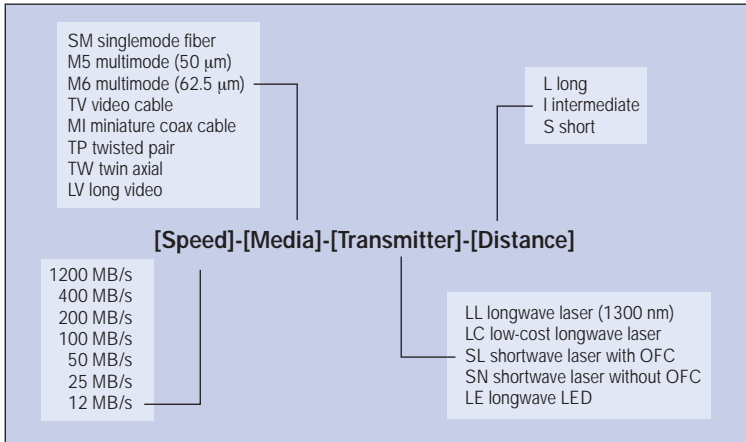 SM singlemode fiber
M5 multimode (50 μm)
M6 multimode (62.5 μm)
TV video cable
MI miniature coax cable
TP twisted pair
TW twin axial
LV long video
L long
I intermediate
S short
[Speed]-[Media]-[Transmitter]-[Distance]
1200 MB/s
400 MB/s
200 MB/s
100 MB/s
50 MB/s
25 MB/s
12 MB/s
LL longwave laser (1300 nm)
LC low-cost longwave laser
SL shortwave laser with OFC
SN shortwave laser without OFC
LE longwave LED